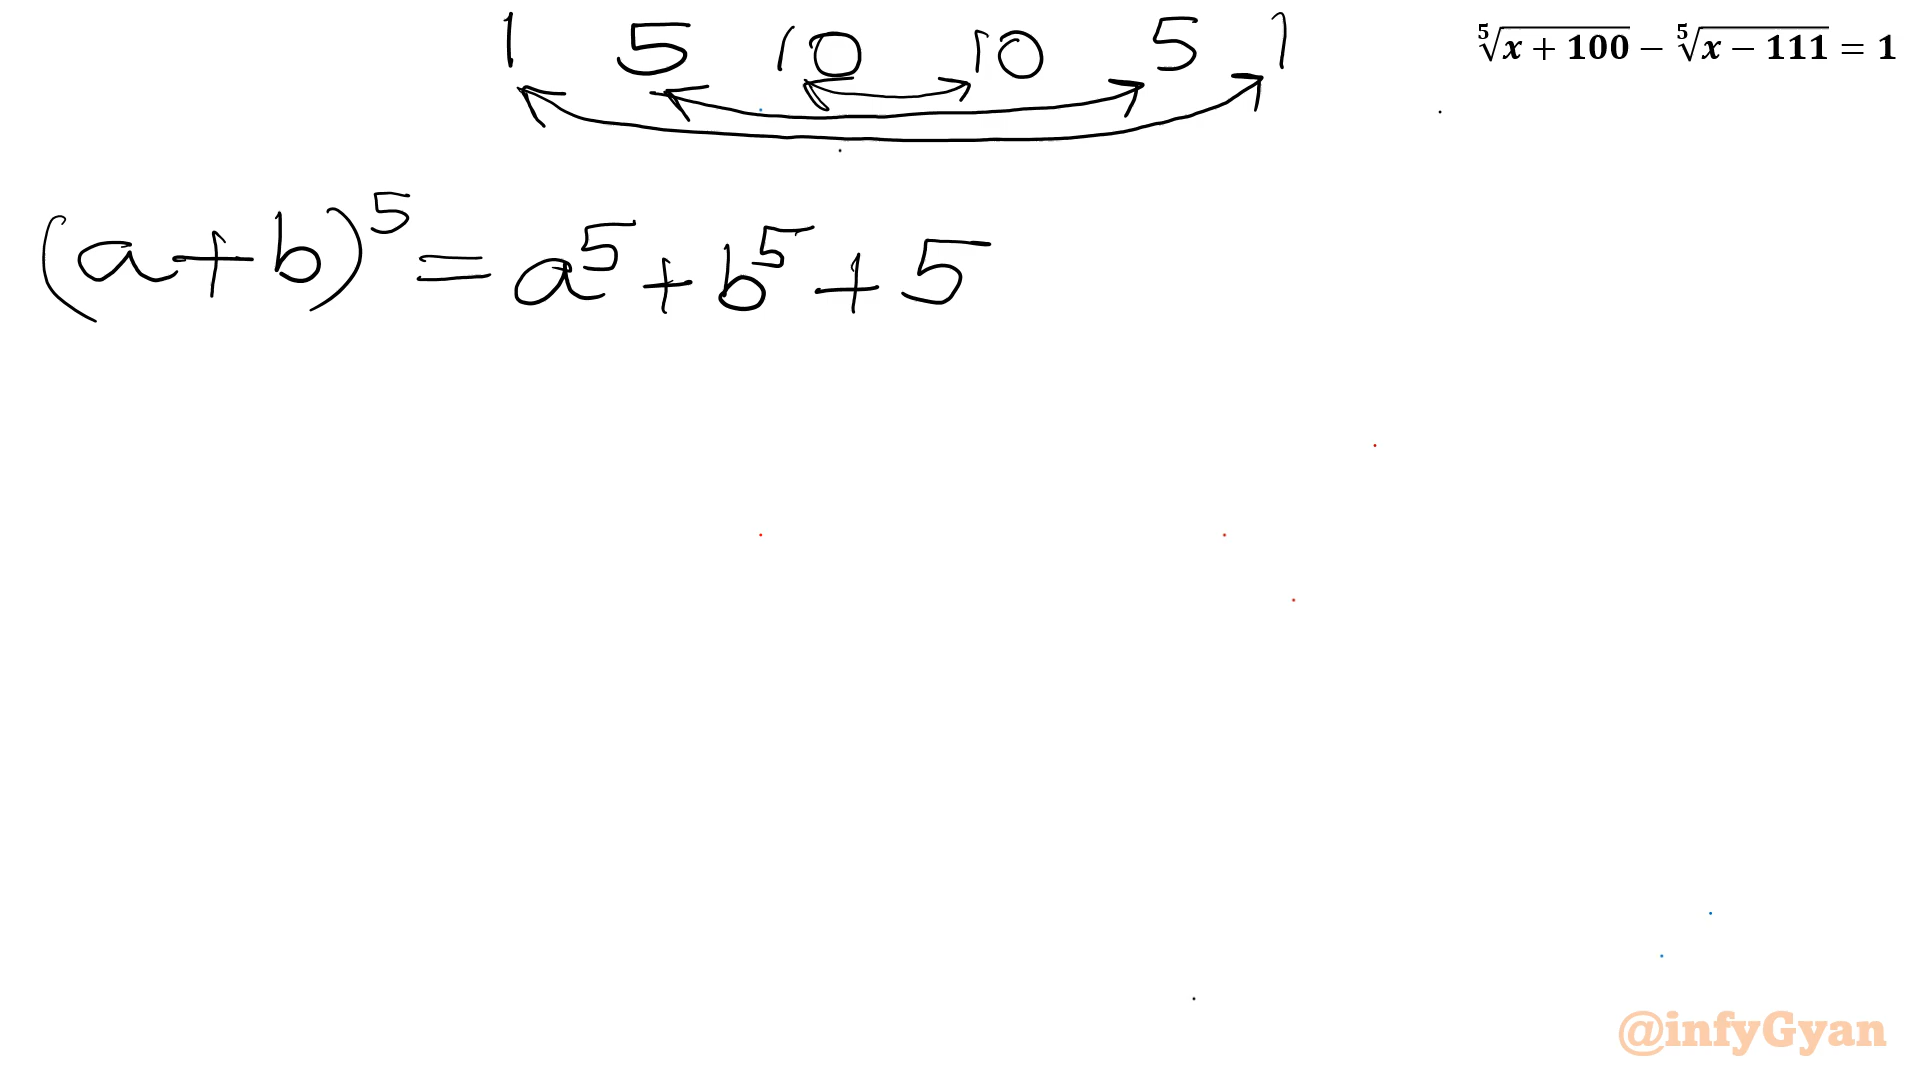 1 5 10 10 5 1
⁵√(x + 100) − ⁵√(x − 111) = 1
(a+b)⁵ = a⁵ + b⁵ + 5
@infyGyan